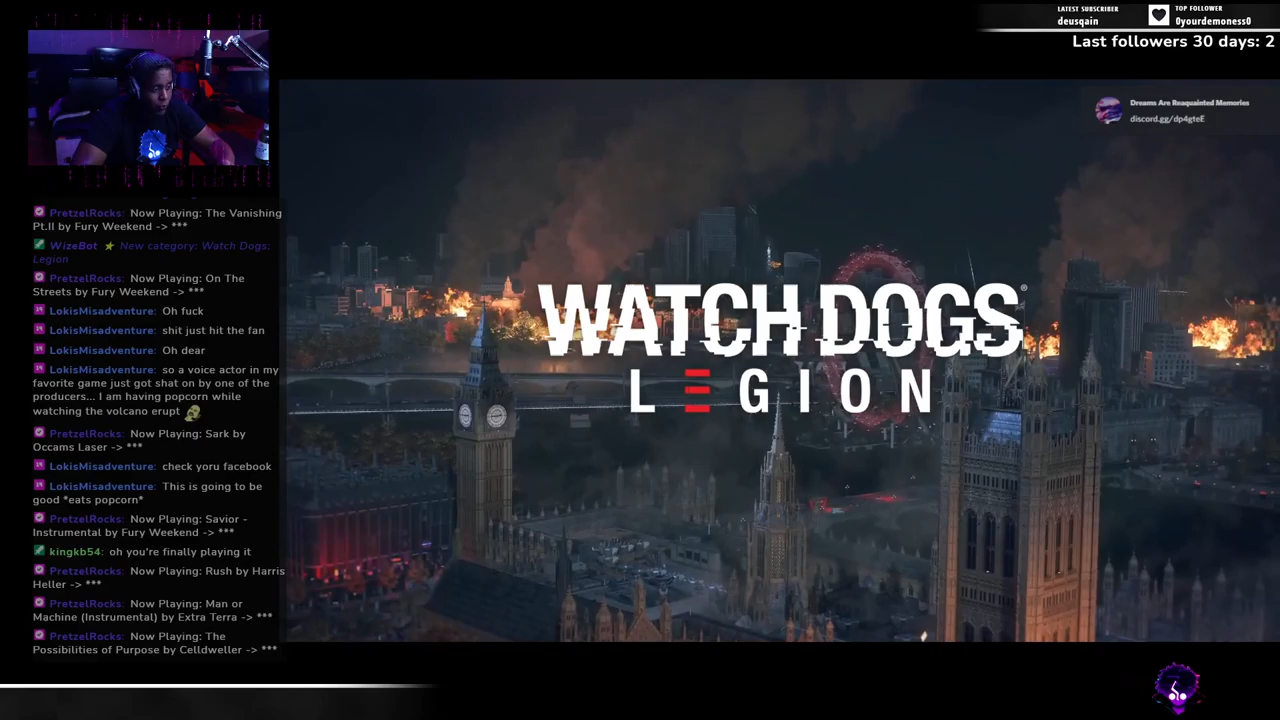 LATEST SUBSCRIBER
deusqain
TOP FOLLOWER
0yourdemoness0
Last followers 30 days: 2
Dreams Are Reaquainted Memories
discord.gg/dp4gteE
PretzelRocks: Now Playing: The Vanishing
Pt.II by Fury Weekend -> ***
WizeBot ★ New category: Watch Dogs:
Legion
PretzelRocks: Now Playing: On The
Streets by Fury Weekend -> ***
LokisMisadventure: Oh fuck
LokisMisadventure: shit just hit the fan
LokisMisadventure: Oh dear
LokisMisadventure: so a voice actor in my
favorite game just got shat on by one of the
producers... I am having popcorn while
watching the volcano erupt
PretzelRocks: Now Playing: Sark by
Occams Laser -> ***
LokisMisadventure: check yoru facebook
LokisMisadventure: This is going to be
good *eats popcorn*
PretzelRocks: Now Playing: Savior -
Instrumental by Fury Weekend -> ***
kingkb54: oh you're finally playing it
PretzelRocks: Now Playing: Rush by Harris
Heller -> ***
PretzelRocks: Now Playing: Man or
Machine (Instrumental) by Extra Terra -> ***
PretzelRocks: Now Playing: The
Possibilities of Purpose by Celldweller -> ***
WATCH DOGS®
LEGION